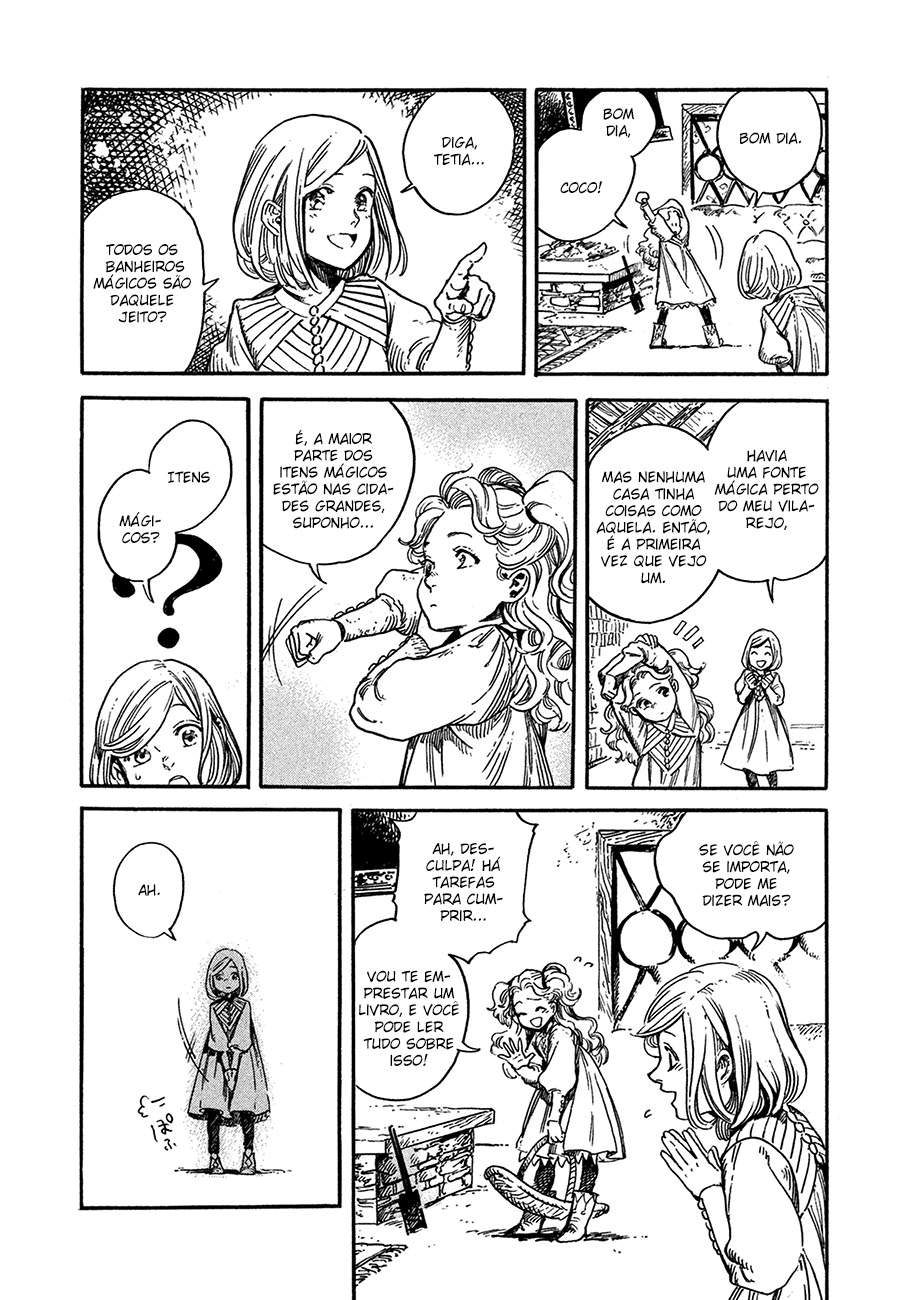 BOM DIA.
BOM
DIA,
COCO!
DIGA,
TETIA...
TODOS OS
BANHEIROS
MÁGICOS SÃO
DAQUELE
JEITO?
HAVIA
UMA FONTE
MÁGICA PERTO
DO MEU VILA-
REJO,
MAS NENHUMA
CASA TINHA
COISAS COMO
AQUELA. ENTÃO,
É A PRIMEIRA
VEZ QUE VEJO
UM.
É, A MAIOR
PARTE DOS
ITENS MÁGICOS
ESTÃO NAS CIDA-
DES GRANDES,
SUPONHO...
ITENS
MÁGI-
COS?
?
SE VOCÊ NÃO
SE IMPORTA,
PODE ME
DIZER MAIS?
AH, DES-
CULPA! HÁ
TAREFAS
PARA CUM-
PRIR...
VOU TE EM-
PRESTAR UM
LIVRO, E VOCÊ
PODE LER
TUDO SOBRE
ISSO!
AH.